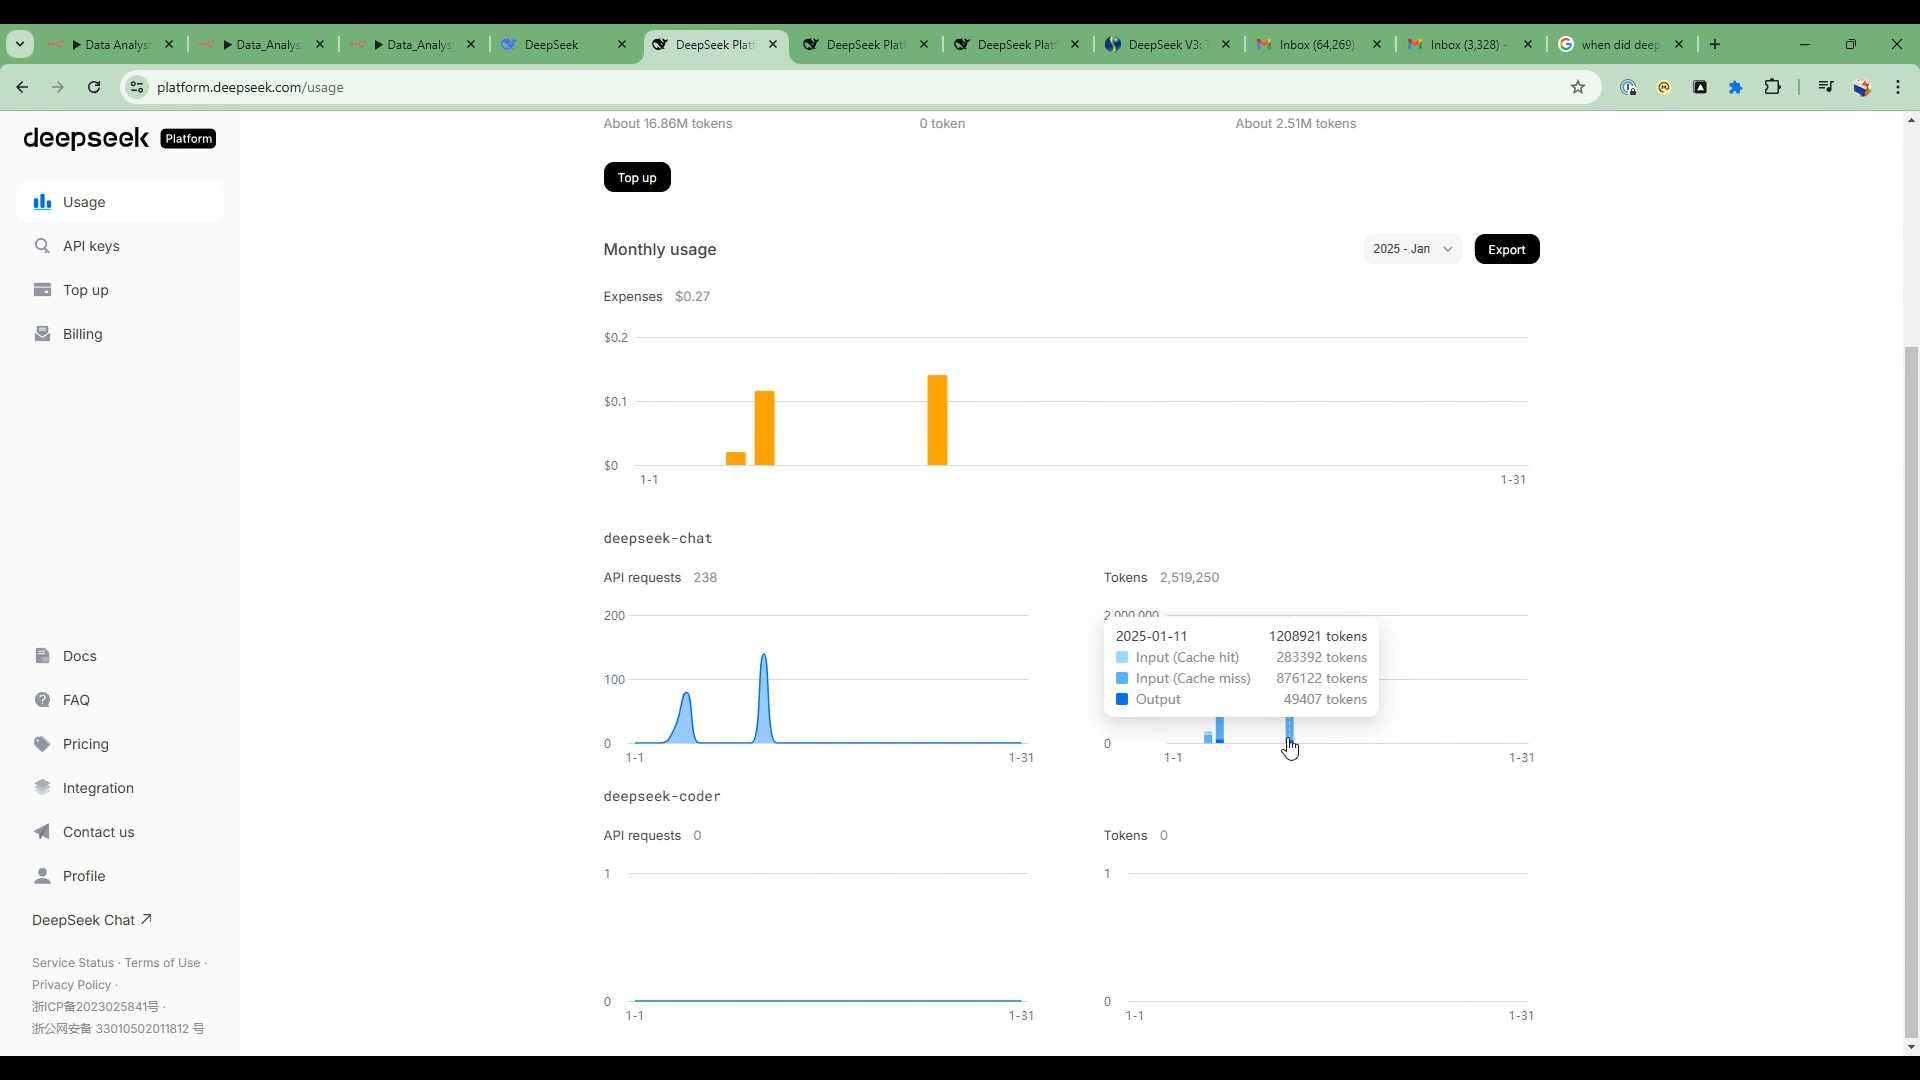 ▶ Data Analyst
▶ Data_Analys
▶ Data_Analys
DeepSeek
DeepSeek Platf
DeepSeek Platf
DeepSeek Platf
DeepSeek V3:
Inbox (64,269)
Inbox (3,328) -
when did deep
platform.deepseek.com/usage
deepseek Platform
Usage
API keys
Top up
Billing
Docs
FAQ
Pricing
Integration
Contact us
Profile
DeepSeek Chat
Service Status · Terms of Use ·
Privacy Policy ·
浙ICP备2023025841号 ·
浙公网安备 33010502011812 号
About 16.86M tokens
0 token
About 2.51M tokens
Top up
Monthly usage
2025 - Jan
Export
Expenses $0.27
$0.2
$0.1
$0
1-1
1-31
deepseek-chat
API requests 238
200
100
0
1-1
1-31
Tokens 2,519,250
2,000,000
2025-01-11 1208921 tokens
Input (Cache hit) 283392 tokens
Input (Cache miss) 876122 tokens
Output 49407 tokens
0
1-1
1-31
deepseek-coder
API requests 0
1
0
1-1
1-31
Tokens 0
1
0
1-1
1-31